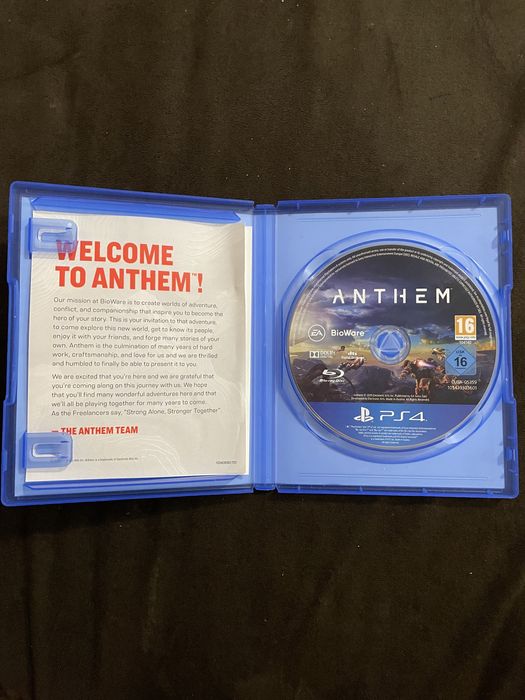 WELCOME
TO ANTHEM™!
Our mission at BioWare is to create worlds of adventure,
conflict, and companionship that inspire you to become the
hero of your story. This is your invitation to that adventure,
to come explore this new world, get to know its people,
enjoy it with your friends, and forge many stories of your
own. Anthem is the culmination of many years of hard
work, craftsmanship, and love for us and we are thrilled
and humbled to finally be able to present it to you.
We are excited that you're here and we are grateful that
you're coming along on this journey with us. We hope
that you'll find many wonderful adventures here and that
we'll all be playing together for many years to come.
As the Freelancers say, "Strong Alone, Stronger Together"
— THE ANTHEM TEAM
ANTHEM
EA
BioWare
16
DOLBY
dts
USK
16
Blu-rayDisc
CUSA-05359
PS4